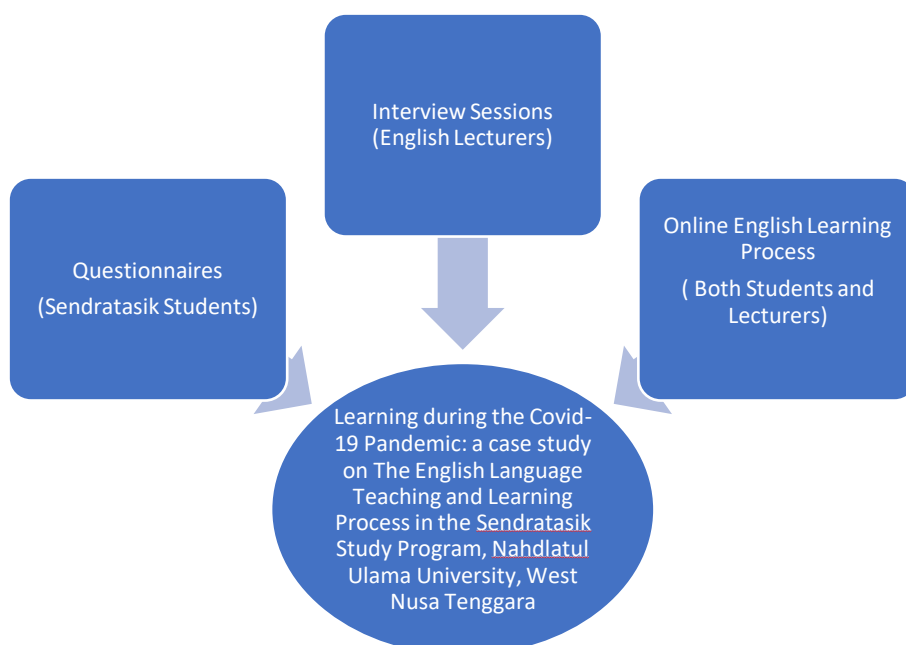 Interview Sessions
(English Lecturers)
Questionnaires
(Sendratasik Students)
Online English Learning
Process
( Both Students and
Lecturers)
Learning during the Covid-
19 Pandemic: a case study
on The English Language
Teaching and Learning
Process in the Sendratasik
Study Program, Nahdlatul
Ulama University, West
Nusa Tenggara